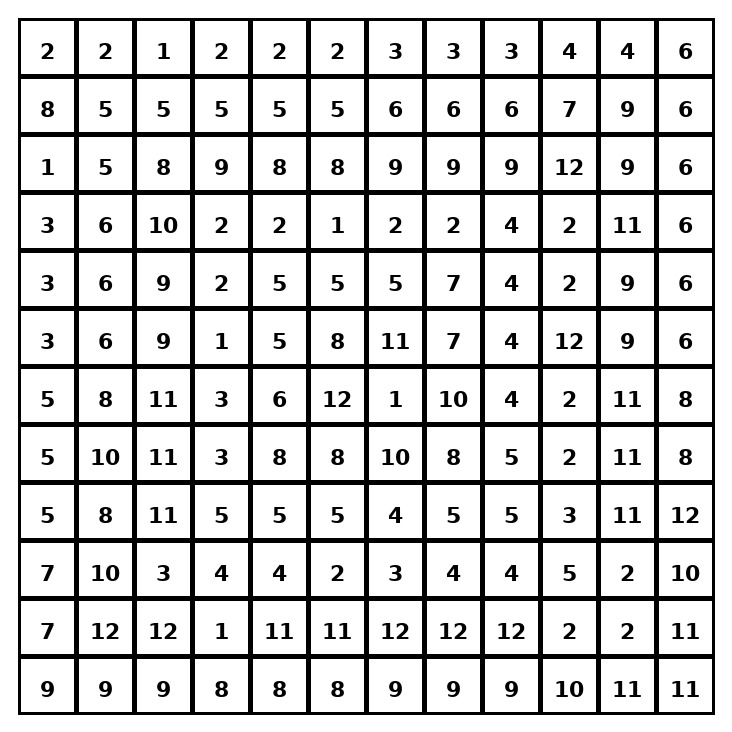 2 2 1 2 2 2 3 3 3 4 4 6
8 5 5 5 5 5 6 6 6 7 9 6
1 5 8 9 8 8 9 9 9 12 9 6
3 6 10 2 2 1 2 2 4 2 11 6
3 6 9 2 5 5 5 7 4 2 9 6
3 6 9 1 5 8 11 7 4 12 9 6
5 8 11 3 6 12 1 10 4 2 11 8
5 10 11 3 8 8 10 8 5 2 11 8
5 8 11 5 5 5 4 5 5 3 11 12
7 10 3 4 4 2 3 4 4 5 2 10
7 12 12 1 11 11 12 12 12 2 2 11
9 9 9 8 8 8 9 9 9 10 11 11